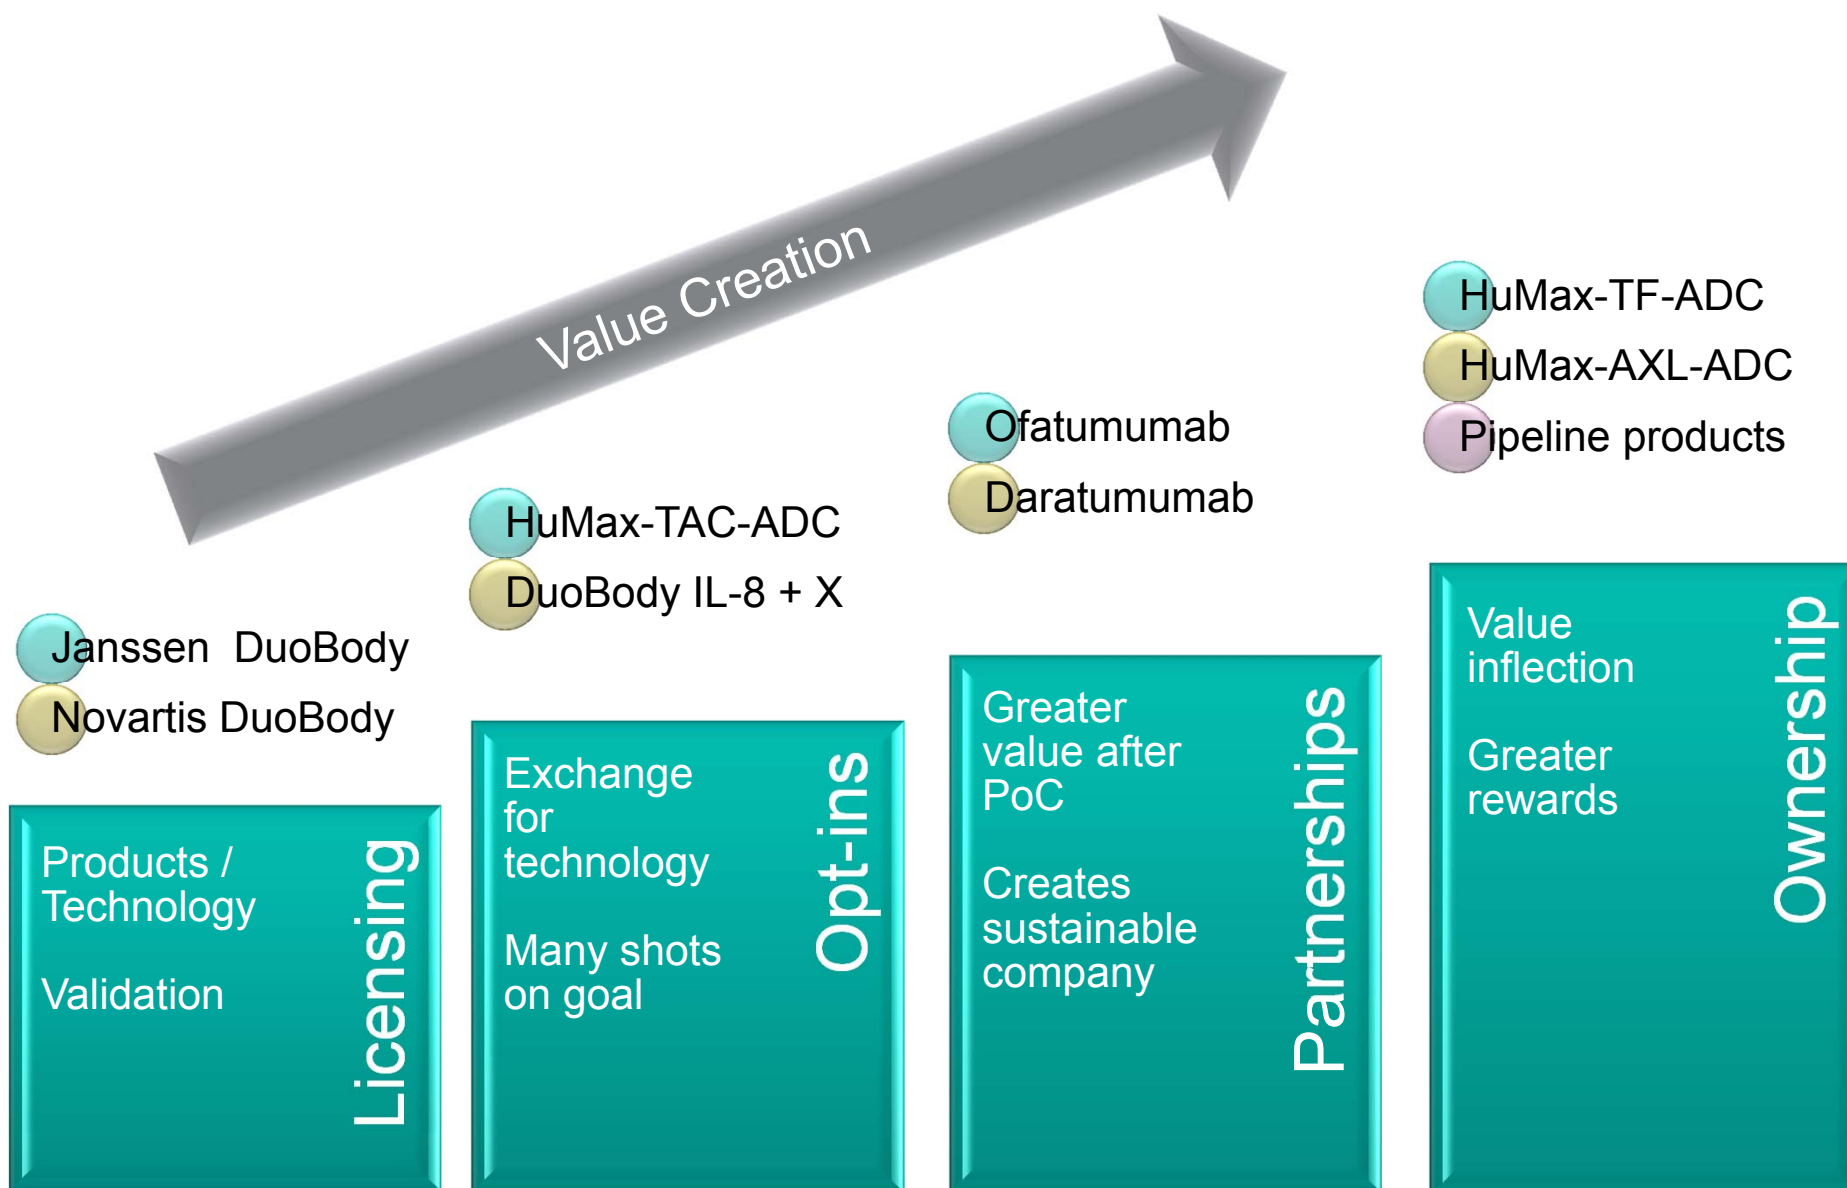 Value Creation
Janssen  DuoBody
Novartis DuoBody
Products /
Technology
Validation
Licensing
HuMax-TAC-ADC
DuoBody IL-8 + X
Exchange
for
technology
Many shots
on goal
Opt-ins
Ofatumumab
Daratumumab
Greater
value after
PoC
Creates
sustainable
company
Partnerships
HuMax-TF-ADC
HuMax-AXL-ADC
Pipeline products
Value
inflection
Greater
rewards
Ownership